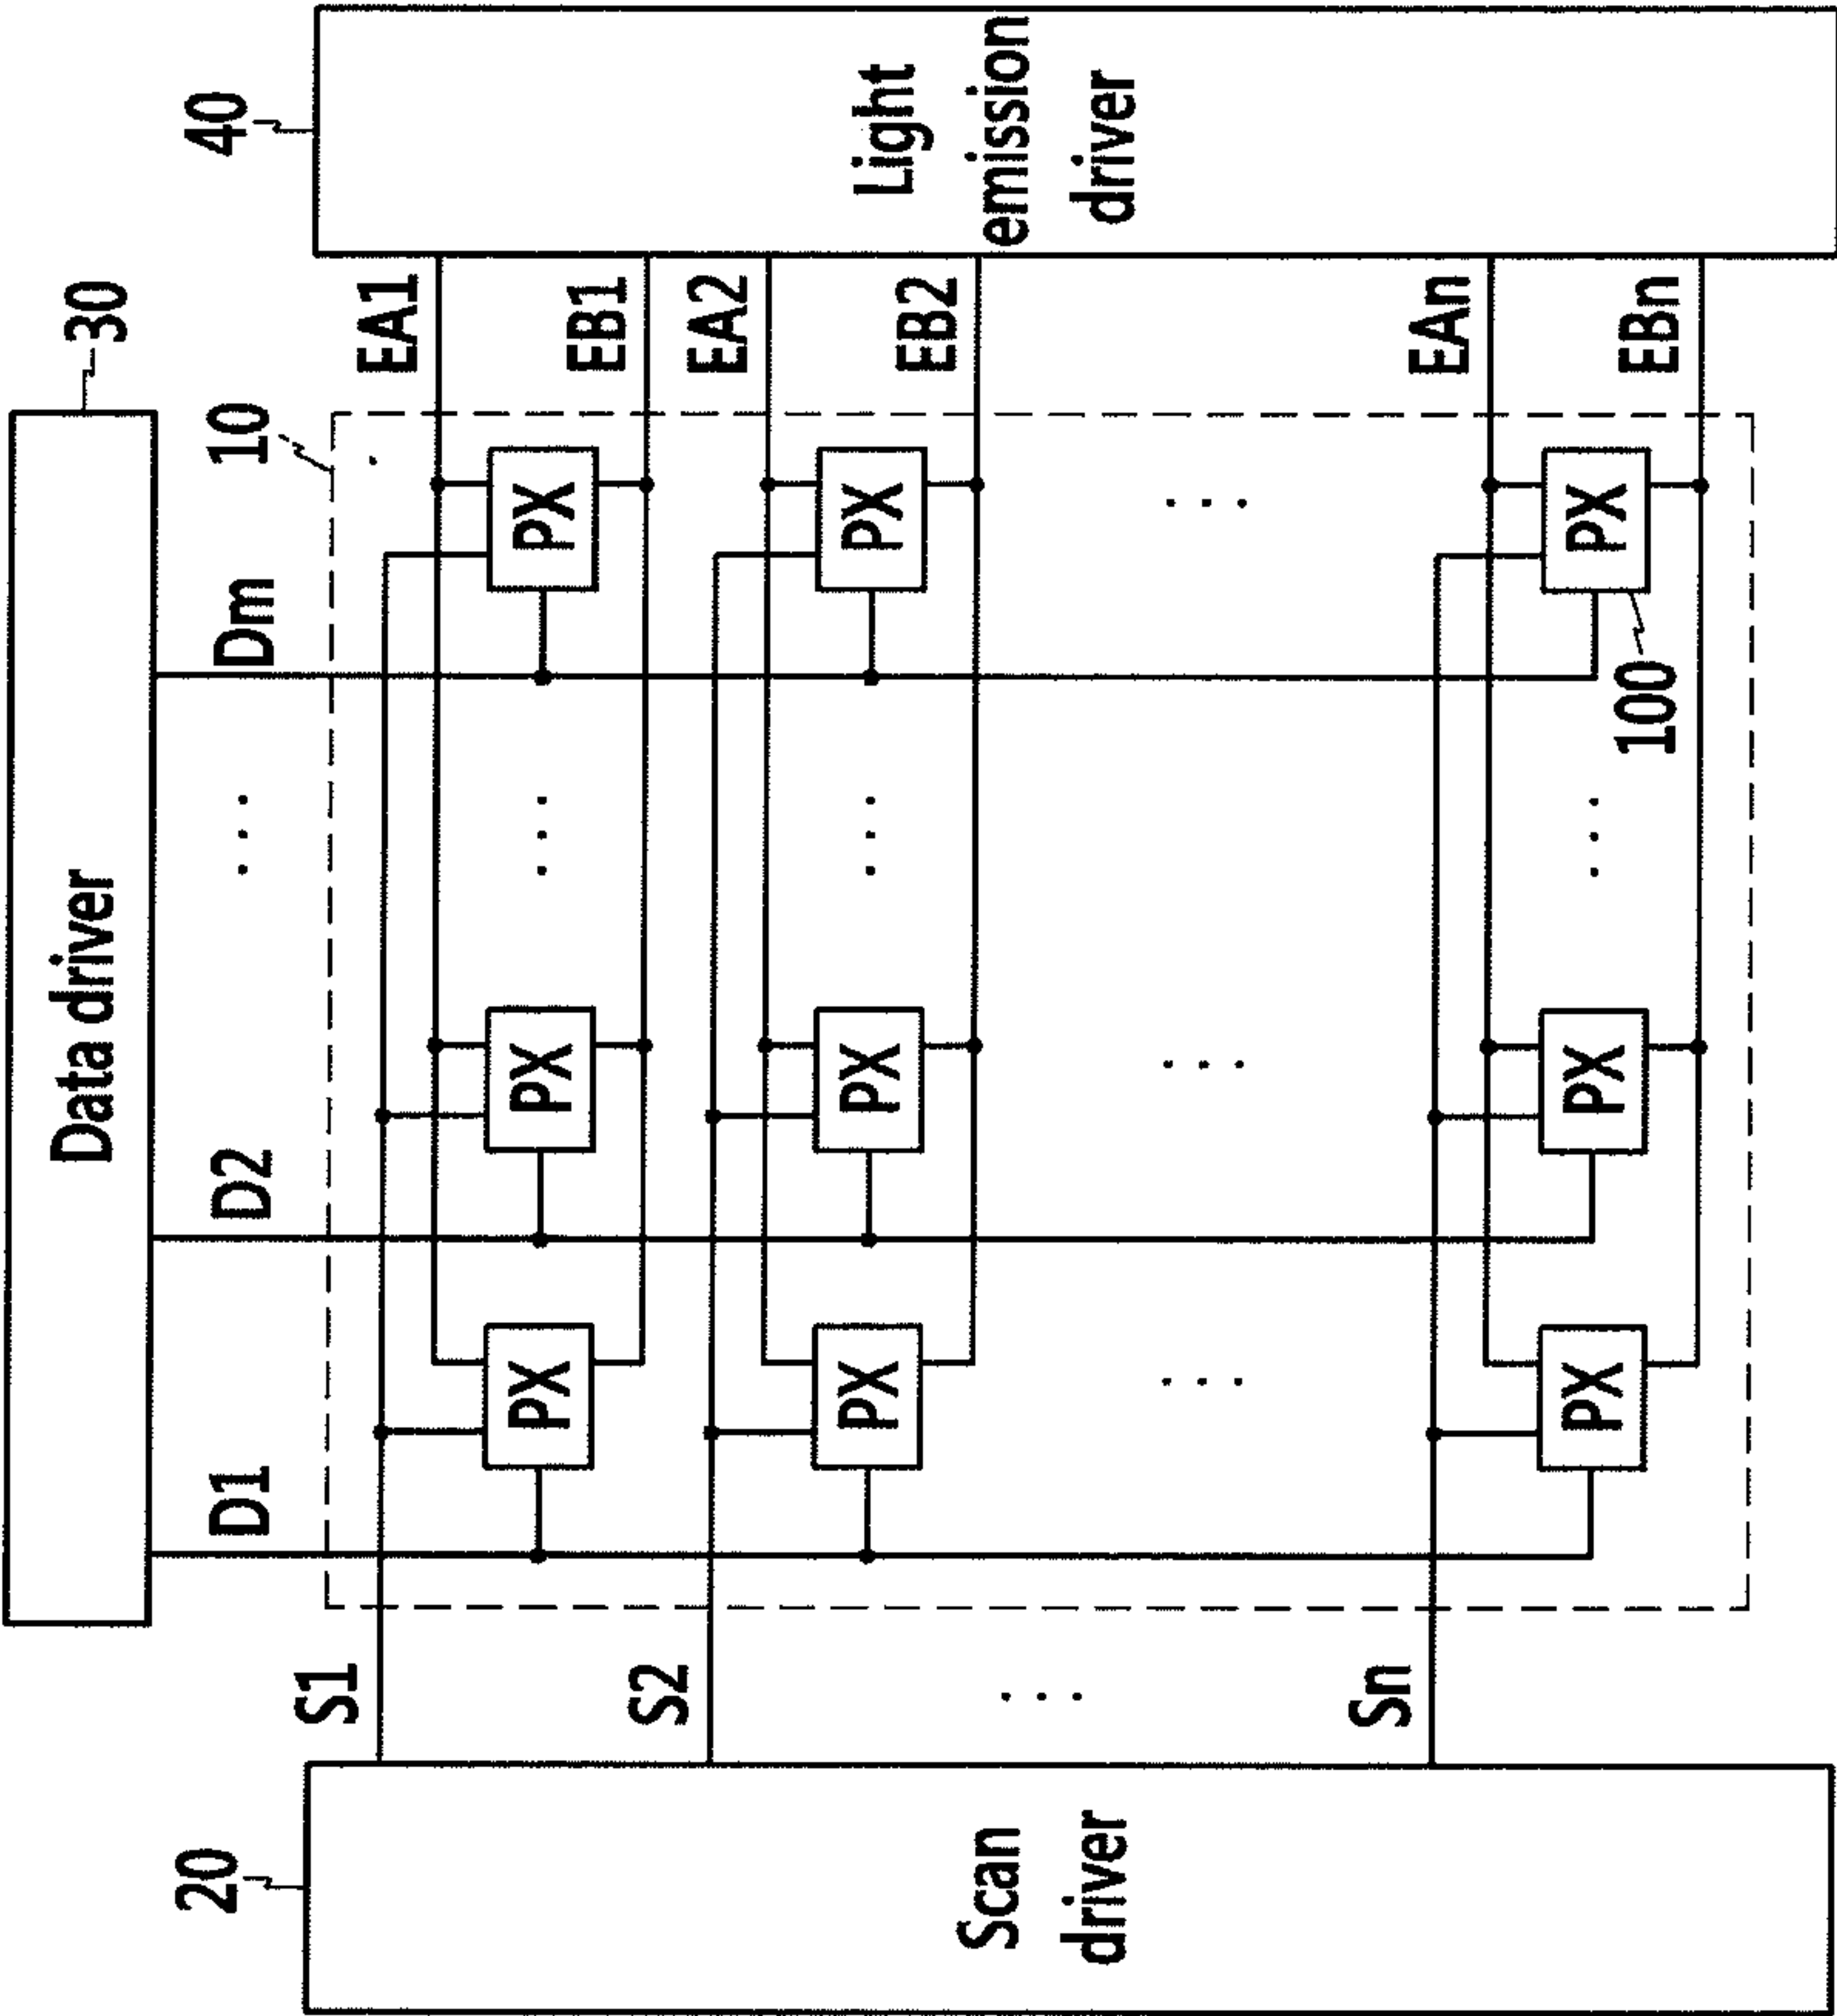 Data driver
30
D1
D2
Dm
10
20
Scan
driver
S1
S2
Sn
40
Light
emission
driver
EA1
EB1
EA2
EB2
EAn
EBn
PX
PX
PX
PX
PX
PX
PX
PX
PX
100